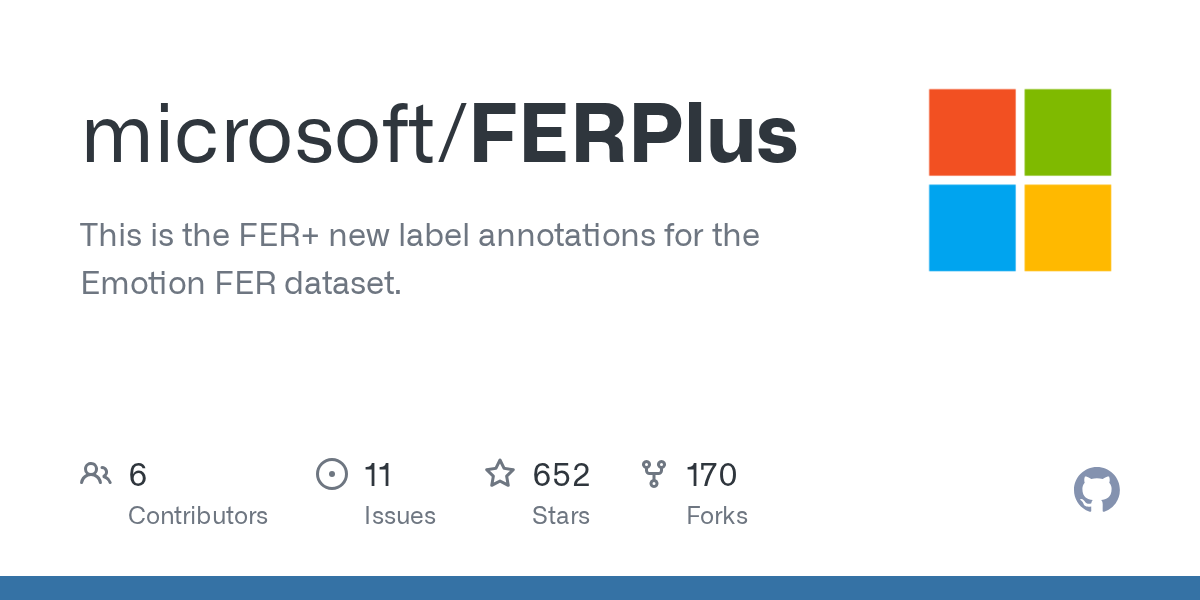 microsoft/FERPlus
This is the FER+ new label annotations for the
Emotion FER dataset.
6
Contributors
11
Issues
652
Stars
170
Forks